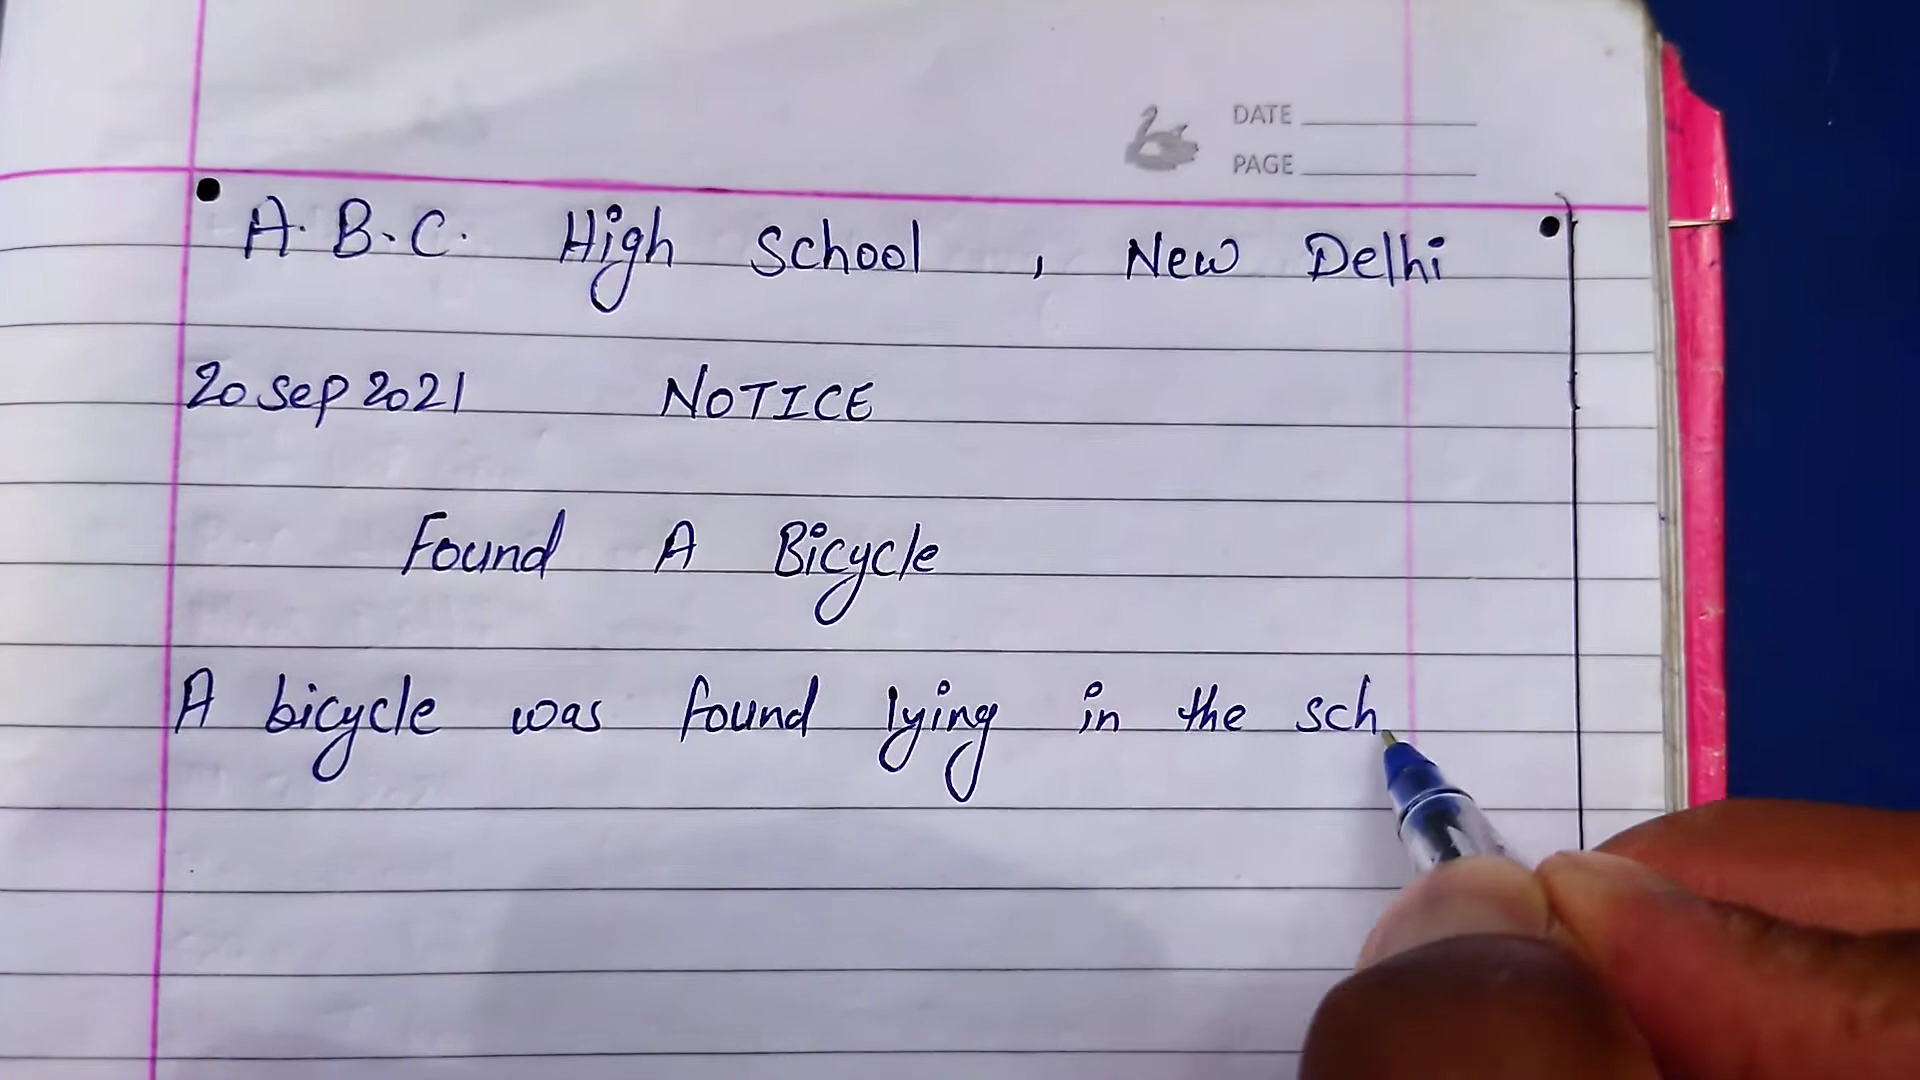 DATE
PAGE
A. B. C. High School , New Delhi
20 Sep 2021 NOTICE
Found A Bicycle
A bicycle was found lying in the sch